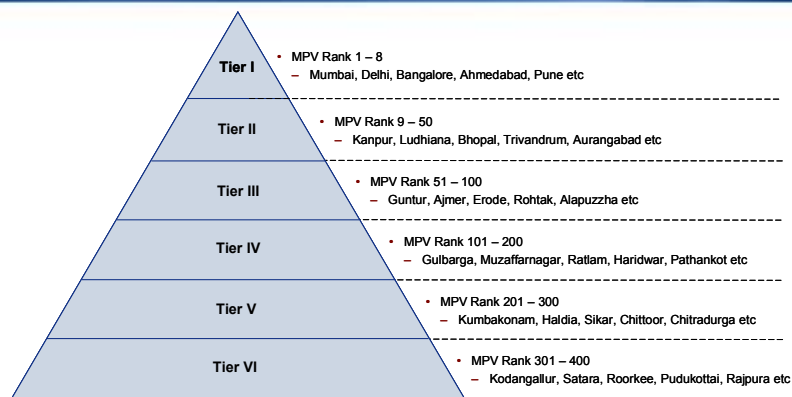 Tier I
• MPV Rank 1 – 8
– Mumbai, Delhi, Bangalore, Ahmedabad, Pune etc
Tier II
• MPV Rank 9 – 50
– Kanpur, Ludhiana, Bhopal, Trivandrum, Aurangabad etc
Tier III
• MPV Rank 51 – 100
– Guntur, Ajmer, Erode, Rohtak, Alapuzzha etc
Tier IV
• MPV Rank 101 – 200
– Gulbarga, Muzaffarnagar, Ratlam, Haridwar, Pathankot etc
Tier V
• MPV Rank 201 – 300
– Kumbakonam, Haldia, Sikar, Chittoor, Chitradurga etc
Tier VI
• MPV Rank 301 – 400
– Kodangallur, Satara, Roorkee, Pudukottai, Rajpura etc